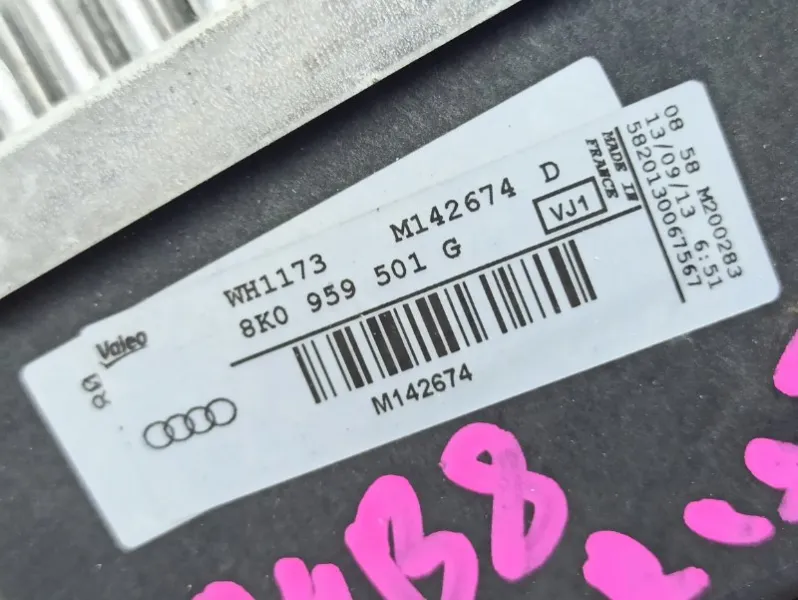 Valeo
WH1173 M142674 D
8K0 959 501 G
VJ1
MADE IN
FRANCE
08 58 M200283
13/09/13 6:51
5820130067567
M142674
B8